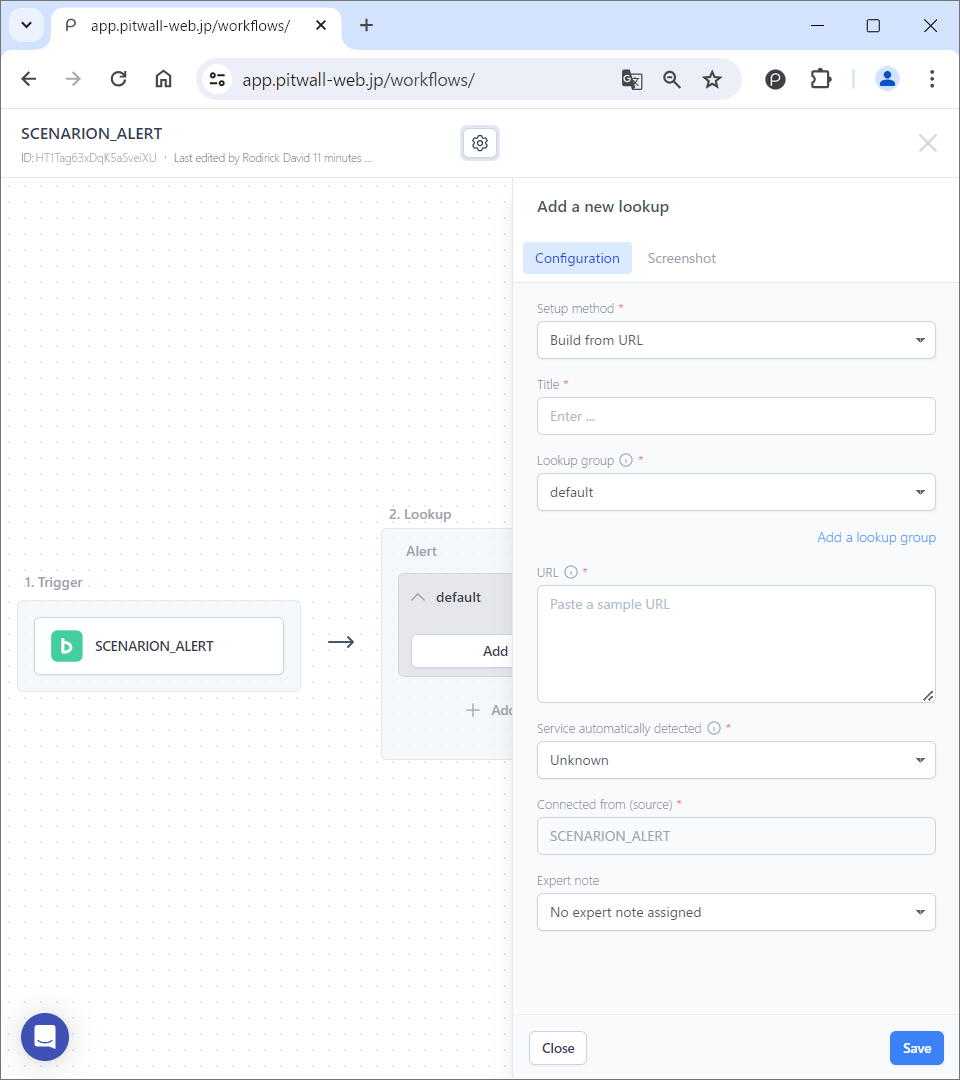 app.pitwall-web.jp/workflows/
app.pitwall-web.jp/workflows/
SCENARION_ALERT
ID: HT1Tag63xDqK5aSveiXU · Last edited by Rodirick David 11 minutes ...
Add a new lookup
Configuration
Screenshot
Setup method *
Build from URL
Title *
Enter ...
Lookup group *
default
Add a lookup group
URL *
Paste a sample URL
Service automatically detected *
Unknown
Connected from (source) *
SCENARION_ALERT
Expert note
No expert note assigned
Close
Save
1. Trigger
SCENARION_ALERT
2. Lookup
Alert
default
Add
Add